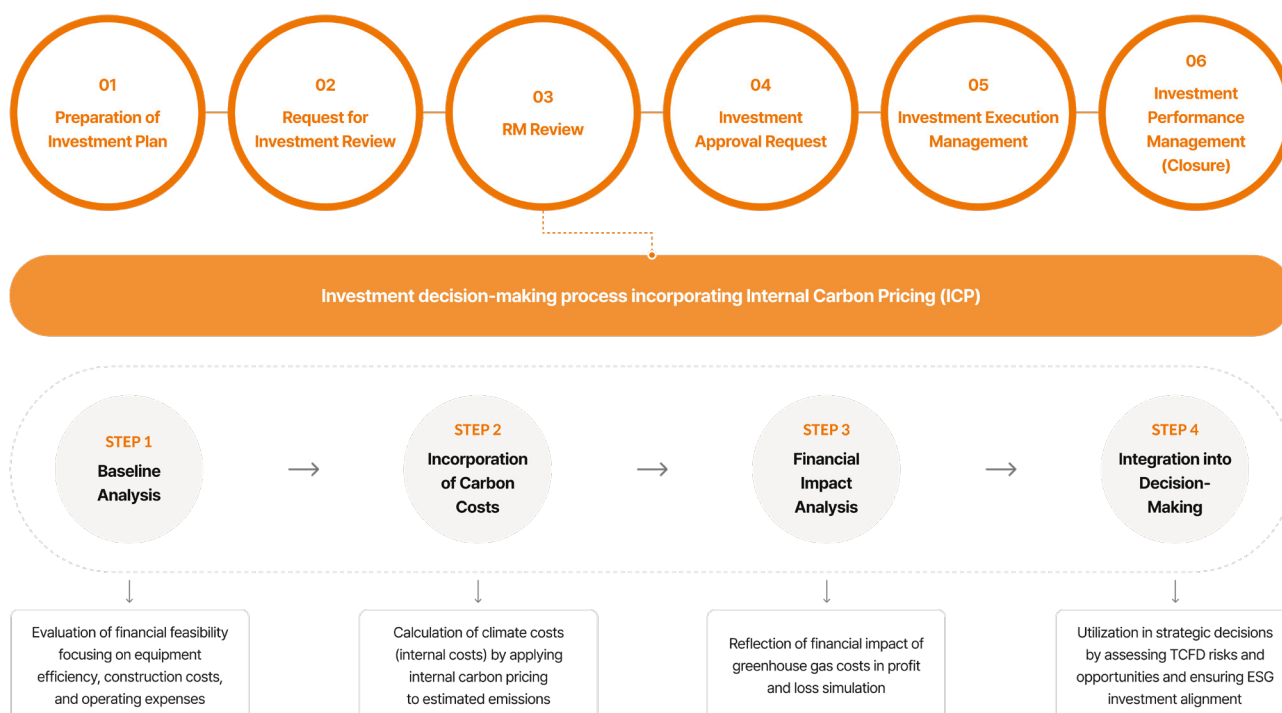 01
Preparation of
Investment Plan
02
Request for
Investment Review
03
RM Review
04
Investment
Approval Request
05
Investment Execution
Management
06
Investment
Performance
Management
(Closure)
Investment decision-making process incorporating Internal Carbon Pricing (ICP)
STEP 1
Baseline
Analysis
STEP 2
Incorporation
of Carbon
Costs
STEP 3
Financial
Impact
Analysis
STEP 4
Integration into
Decision-
Making
Evaluation of financial feasibility
focusing on equipment
efficiency, construction costs,
and operating expenses
Calculation of climate costs
(internal costs) by applying
internal carbon pricing
to estimated emissions
Reflection of financial impact of
greenhouse gas costs in profit
and loss simulation
Utilization in strategic decisions
by assessing TCFD risks and
opportunities and ensuring ESG
investment alignment